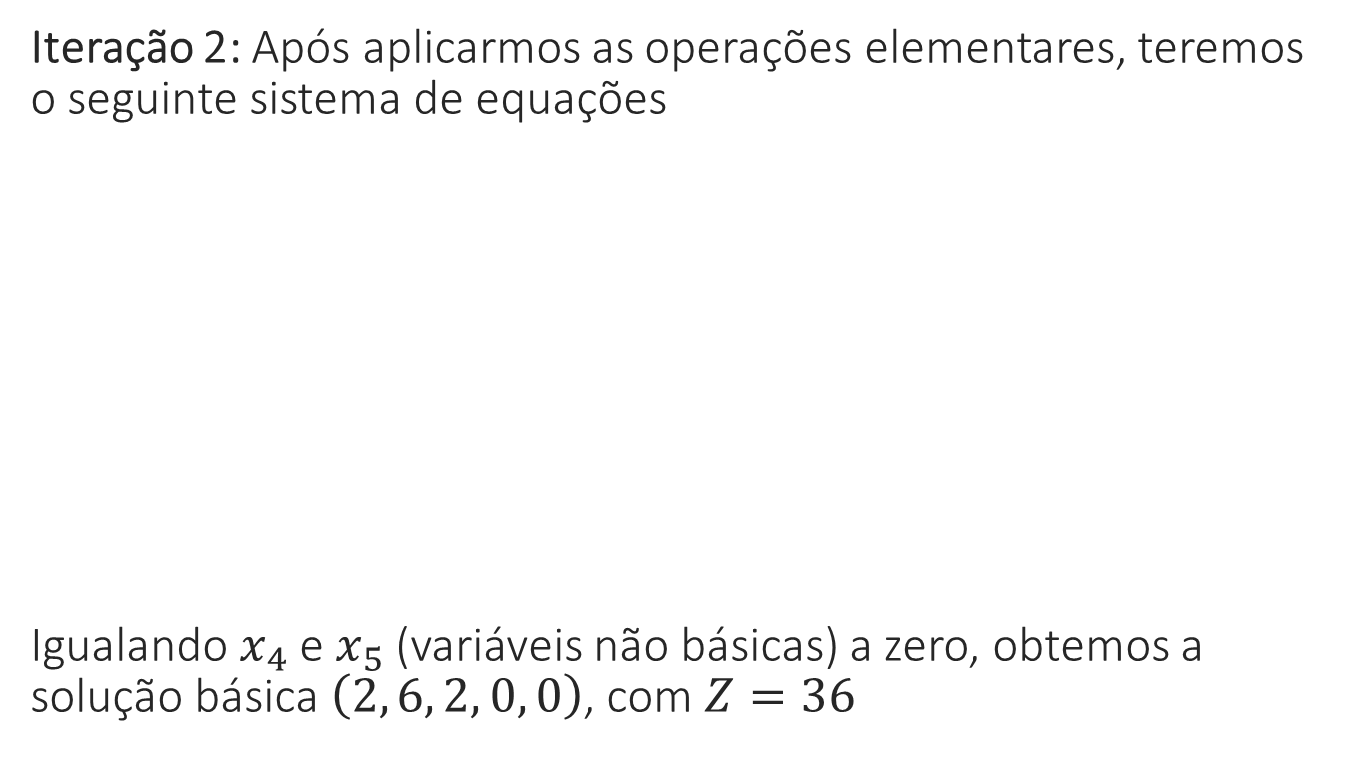 Iteração 2: Após aplicarmos as operações elementares, teremos
o seguinte sistema de equações
Igualando 𝑥₄ e 𝑥₅ (variáveis não básicas) a zero, obtemos a
solução básica (2, 6, 2, 0, 0), com 𝑍 = 36